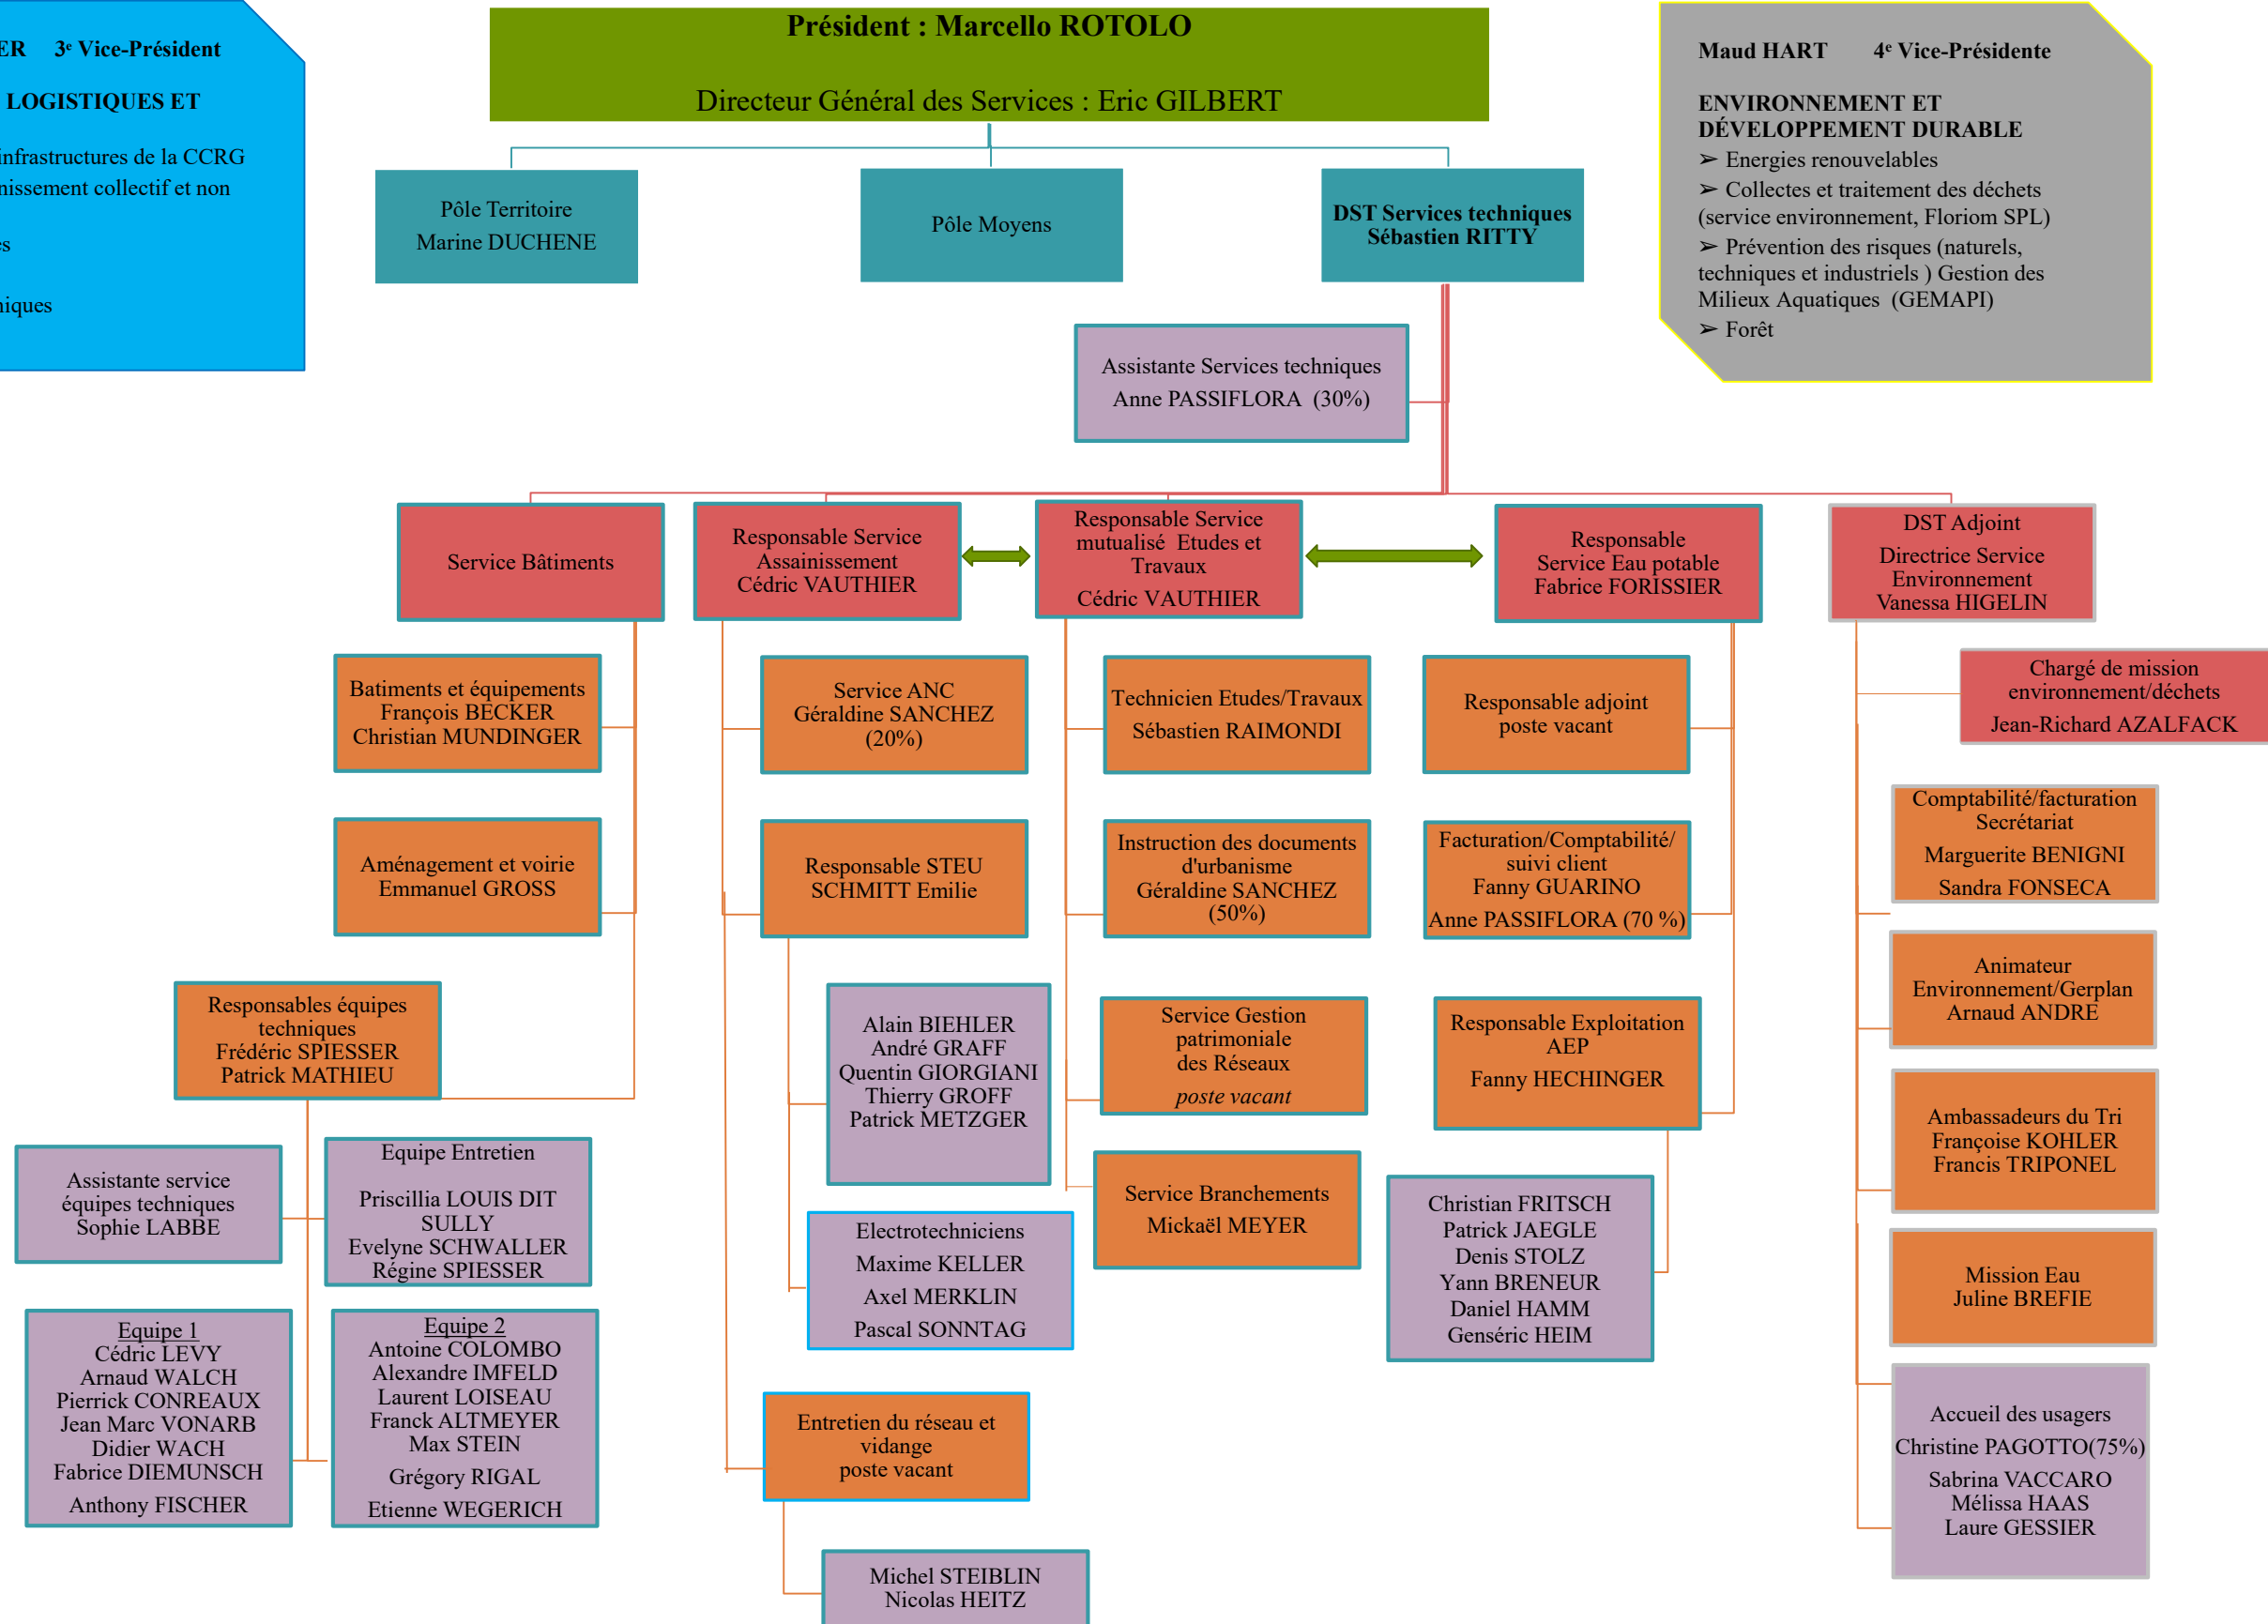 ER 3e Vice-Président
LOGISTIQUES ET
infrastructures de la CCRG
nissement collectif et non
es
niques
Président : Marcello ROTOLO
Directeur Général des Services : Eric GILBERT
Maud HART 4e Vice-Présidente
ENVIRONNEMENT ET
DÉVELOPPEMENT DURABLE
➢ Energies renouvelables
➢ Collectes et traitement des déchets
(service environnement, Floriom SPL)
➢ Prévention des risques (naturels,
techniques et industriels ) Gestion des
Milieux Aquatiques (GEMAPI)
➢ Forêt
Pôle Territoire
Marine DUCHENE
Pôle Moyens
DST Services techniques
Sébastien RITTY
Assistante Services techniques
Anne PASSIFLORA (30%)
Service Bâtiments
Responsable Service
Assainissement
Cédric VAUTHIER
Responsable Service
mutualisé Etudes et
Travaux
Cédric VAUTHIER
Responsable
Service Eau potable
Fabrice FORISSIER
DST Adjoint
Directrice Service
Environnement
Vanessa HIGELIN
Batiments et équipements
François BECKER
Christian MUNDINGER
Aménagement et voirie
Emmanuel GROSS
Responsables équipes
techniques
Frédéric SPIESSER
Patrick MATHIEU
Assistante service
équipes techniques
Sophie LABBE
Equipe Entretien
Priscillia LOUIS DIT
SULLY
Evelyne SCHWALLER
Régine SPIESSER
Equipe 1
Cédric LEVY
Arnaud WALCH
Pierrick CONREAUX
Jean Marc VONARB
Didier WACH
Fabrice DIEMUNSCH
Anthony FISCHER
Equipe 2
Antoine COLOMBO
Alexandre IMFELD
Laurent LOISEAU
Franck ALTMEYER
Max STEIN
Grégory RIGAL
Etienne WEGERICH
Service ANC
Géraldine SANCHEZ
(20%)
Responsable STEU
SCHMITT Emilie
Alain BIEHLER
André GRAFF
Quentin GIORGIANI
Thierry GROFF
Patrick METZGER
Electrotechniciens
Maxime KELLER
Axel MERKLIN
Pascal SONNTAG
Entretien du réseau et
vidange
poste vacant
Michel STEIBLIN
Nicolas HEITZ
Technicien Etudes/Travaux
Sébastien RAIMONDI
Instruction des documents
d'urbanisme
Géraldine SANCHEZ
(50%)
Service Gestion
patrimoniale
des Réseaux
poste vacant
Service Branchements
Mickaël MEYER
Responsable adjoint
poste vacant
Facturation/Comptabilité/
suivi client
Fanny GUARINO
Anne PASSIFLORA (70 %)
Responsable Exploitation
AEP
Fanny HECHINGER
Christian FRITSCH
Patrick JAEGLE
Denis STOLZ
Yann BRENEUR
Daniel HAMM
Genséric HEIM
Chargé de mission
environnement/déchets
Jean-Richard AZALFACK
Comptabilité/facturation
Secrétariat
Marguerite BENIGNI
Sandra FONSECA
Animateur
Environnement/Gerplan
Arnaud ANDRE
Ambassadeurs du Tri
Françoise KOHLER
Francis TRIPONEL
Mission Eau
Juline BREFIE
Accueil des usagers
Christine PAGOTTO(75%)
Sabrina VACCARO
Mélissa HAAS
Laure GESSIER